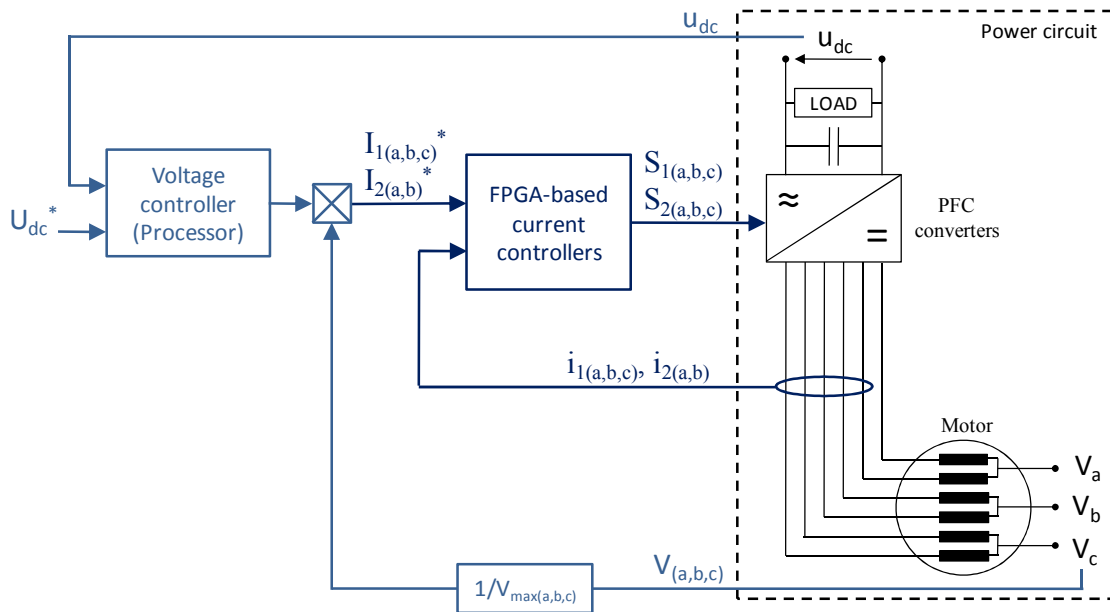 u_dc
Power circuit
u_dc
LOAD
I_1(a,b,c)*
I_2(a,b)*
Voltage
controller
(Processor)
U_dc*
FPGA-based
current
controllers
S_1(a,b,c)
S_2(a,b,c)
≈
=
PFC
converters
i_1(a,b,c), i_2(a,b)
Motor
V_a
V_b
V_c
V_(a,b,c)
1/V_max(a,b,c)